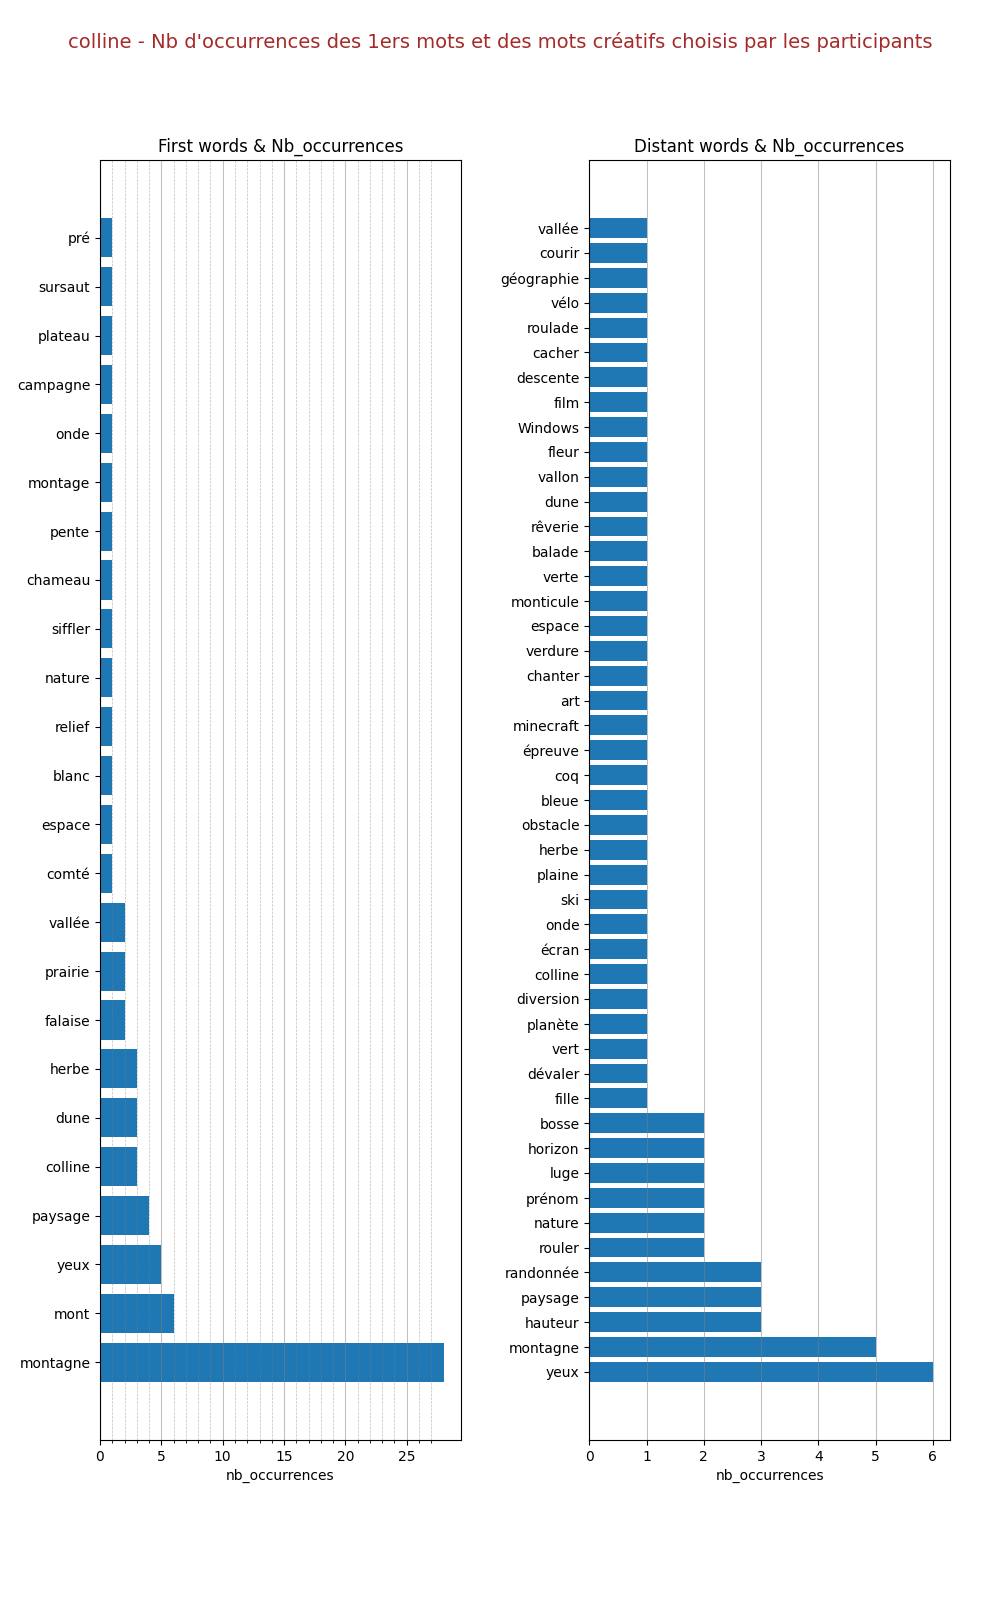 colline - Nb d'occurrences des 1ers mots et des mots créatifs choisis par les participants
First words & Nb_occurrences
pré
sursaut
plateau
campagne
onde
montage
pente
chameau
siffler
nature
relief
blanc
espace
comté
vallée
prairie
falaise
herbe
dune
colline
paysage
yeux
mont
montagne
0 5 10 15 20 25
nb_occurrences
Distant words & Nb_occurrences
vallée
courir
géographie
vélo
roulade
cacher
descente
film
Windows
fleur
vallon
dune
rêverie
balade
verte
monticule
espace
verdure
chanter
art
minecraft
épreuve
coq
bleue
obstacle
herbe
plaine
ski
onde
écran
colline
diversion
planète
vert
dévaler
fille
bosse
horizon
luge
prénom
nature
rouler
randonnée
paysage
hauteur
montagne
yeux
0 1 2 3 4 5 6
nb_occurrences